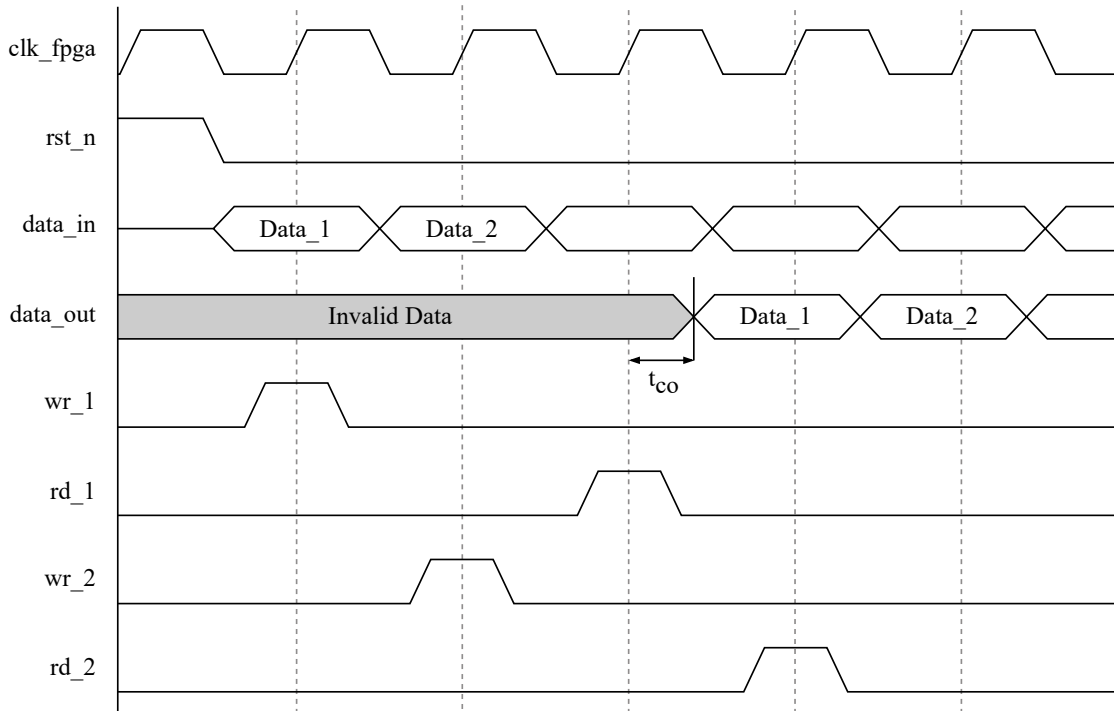 clk_fpga
rst_n
data_in
Data_1
Data_2
data_out
Invalid Data
Data_1
Data_2
tco
wr_1
rd_1
wr_2
rd_2